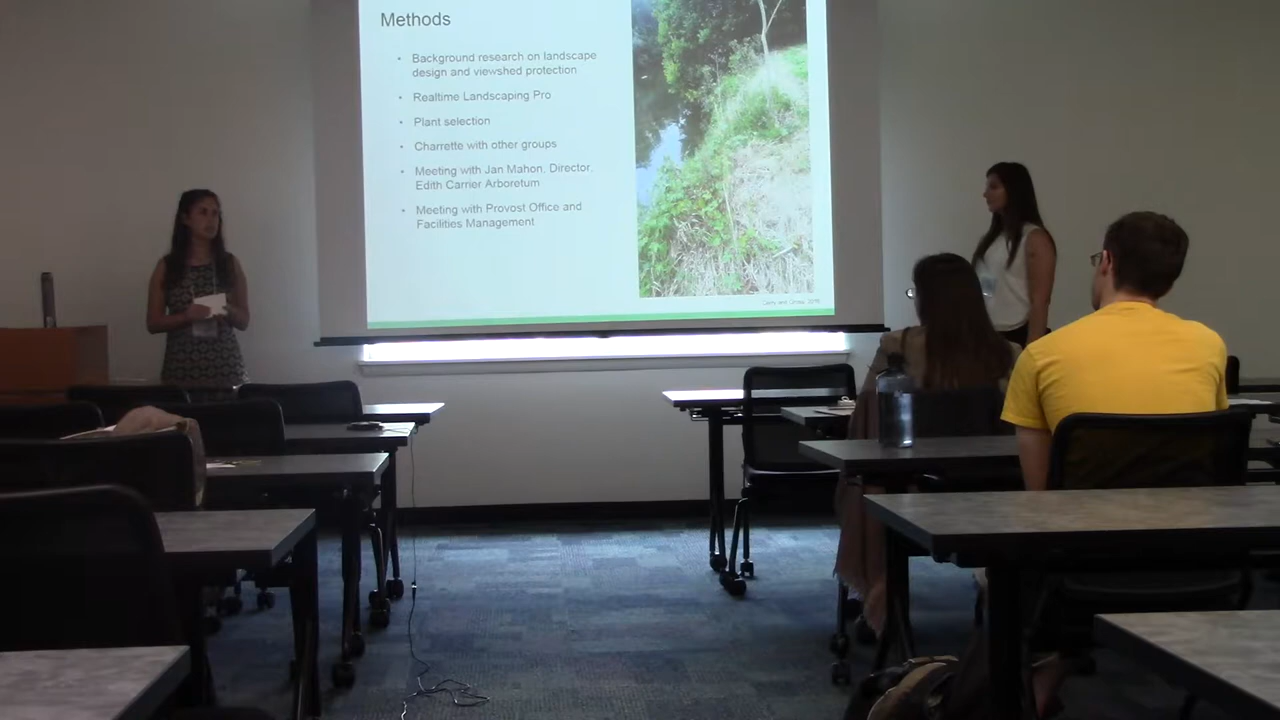 Methods
• Background research on landscape
design and viewshed protection
• Realtime Landscaping Pro
• Plant selection
• Charrette with other groups
• Meeting with Jan Mahon, Director,
Edith Carrier Arboretum
• Meeting with Provost Office and
Facilities Management